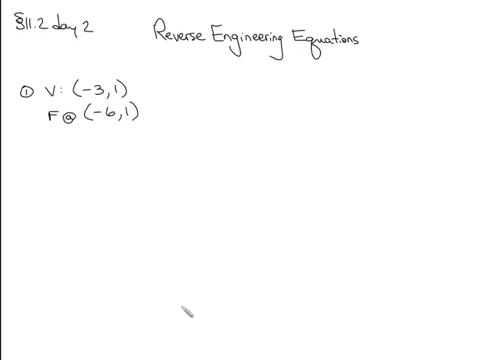 §11.2 day 2
Reverse Engineering Equations
① V: (-3,1)
F @ (-6,1)